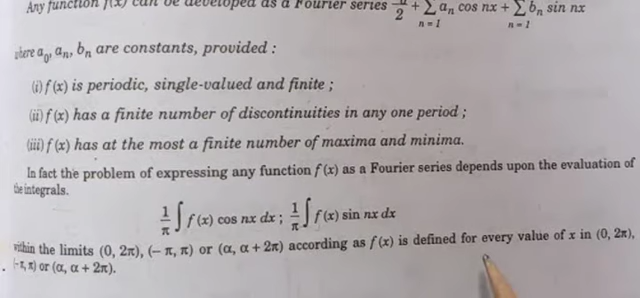 Any function f(x) can be developed as a Fourier series a₀/2 + ∑ₙ₌₁ aₙ cos nx + ∑ₙ₌₁ bₙ sin nx
where a₀, aₙ, bₙ are constants, provided :
(i) f (x) is periodic, single-valued and finite ;
(ii) f (x) has a finite number of discontinuities in any one period ;
(iii) f (x) has at the most a finite number of maxima and minima.
In fact the problem of expressing any function f (x) as a Fourier series depends upon the evaluation of
the integrals.
1/π ∫ f (x) cos nx dx ; 1/π ∫ f (x) sin nx dx
within the limits (0, 2π), (– π, π) or (α, α + 2π) according as f (x) is defined for every value of x in (0, 2π),
(–π, π) or (α, α + 2π).